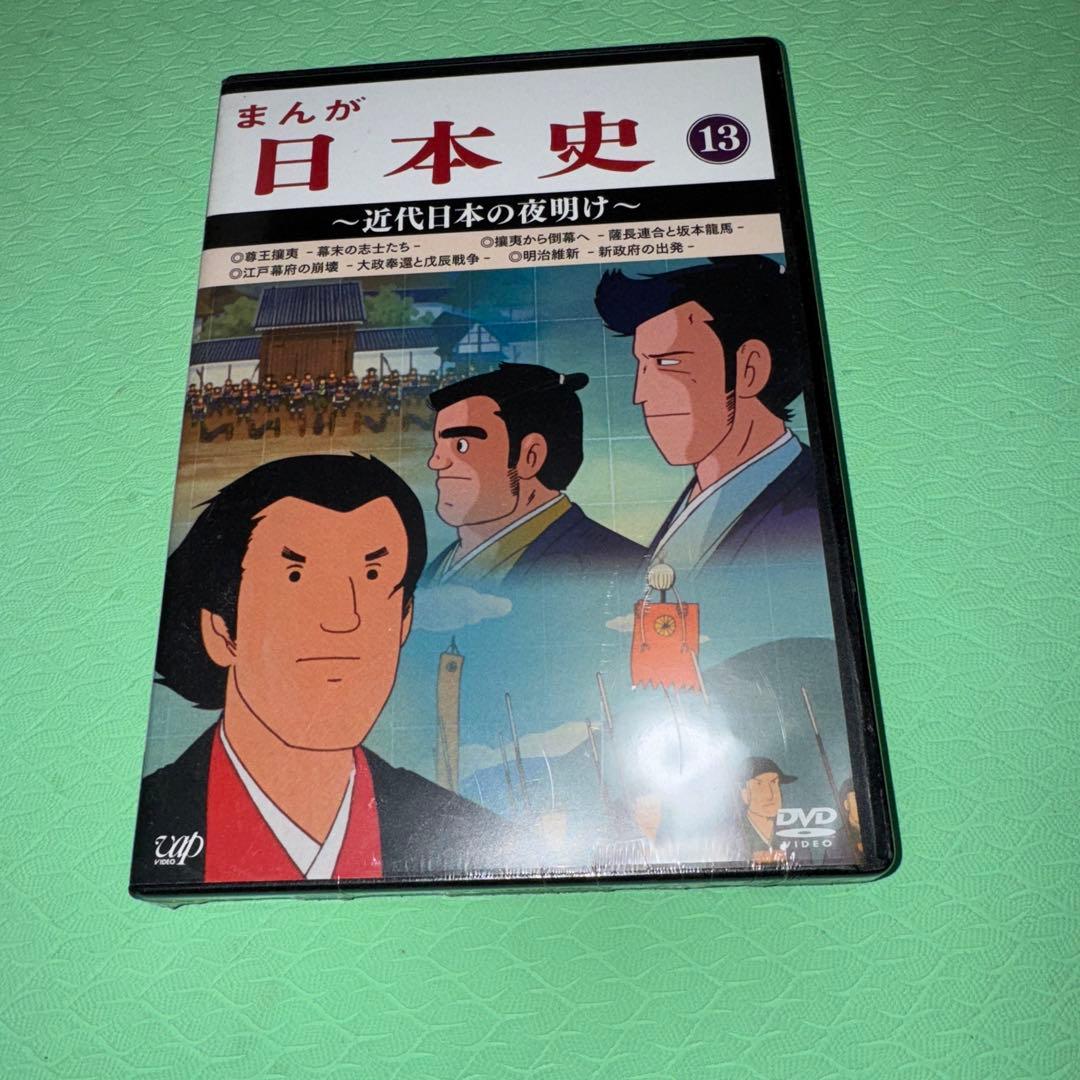 まんが
日本史 13
～近代日本の夜明け～
◎尊王攘夷 - 幕末の志士たち - ◎攘夷から倒幕へ - 薩長連合と坂本龍馬 -
◎江戸幕府の崩壊 - 大政奉還と戊辰戦争 - ◎明治維新 - 新政府の出発 -
vap
VIDEO
DVD
VIDEO